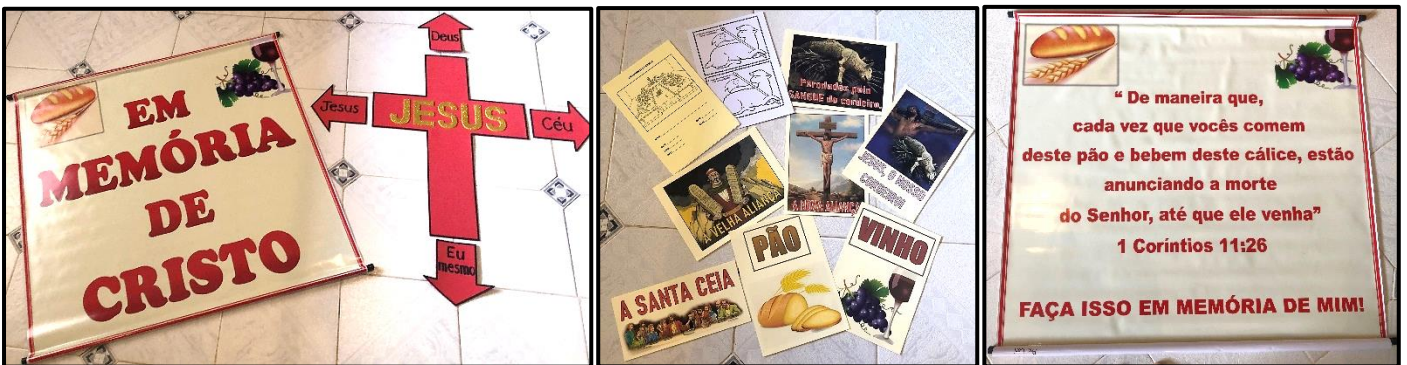 EM
MEMÓRIA
DE
CRISTO
Deus
Jesus
JESUS
Céu
Eu
mesmo
Perdoados pelo
SANGUE do cordeiro.
JESUS, O NOSSO
CORDEIRO!
A VELHA ALIANÇA
A NOVA ALIANÇA
A SANTA CEIA
PÃO
VINHO
“ De maneira que,
cada vez que vocês comem
deste pão e bebem deste cálice, estão
anunciando a morte
do Senhor, até que ele venha”
1 Coríntios 11:26
FAÇA ISSO EM MEMÓRIA DE MIM!